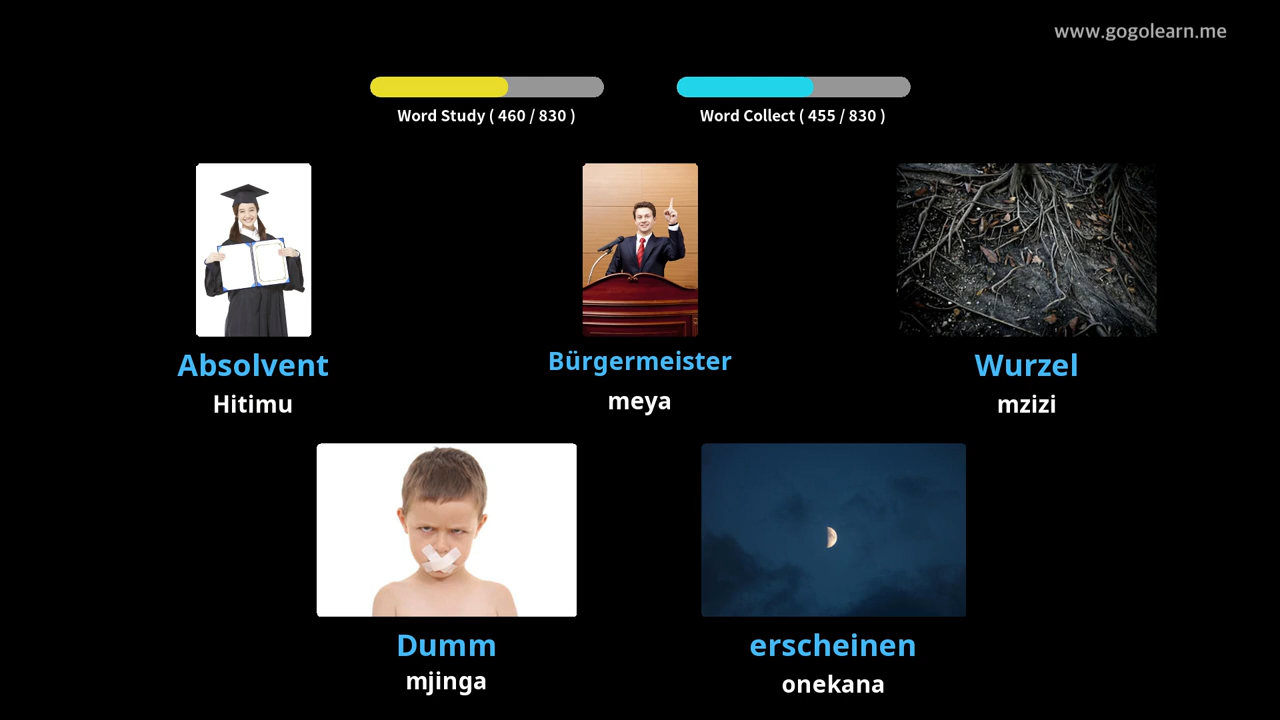 www.gogolearn.me
Word Study ( 460 / 830 )
Word Collect ( 455 / 830 )
Absolvent
Hitimu
Bürgermeister
meya
Wurzel
mzizi
Dumm
mjinga
erscheinen
onekana